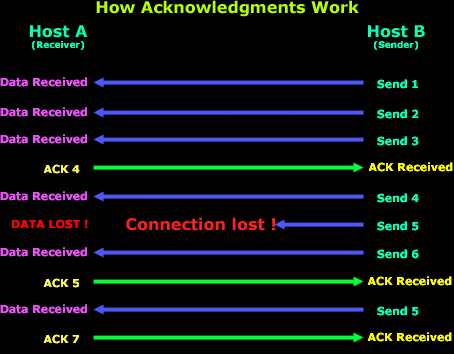 How Acknowledgments Work
Host A Host B
(Receiver) (Sender)
Data Received Send 1
Data Received Send 2
Data Received Send 3
ACK 4 ACK Received
Data Received Send 4
DATA LOST ! Connection lost ! Send 5
Data Received Send 6
ACK 5 ACK Received
Data Received Send 5
ACK 7 ACK Received